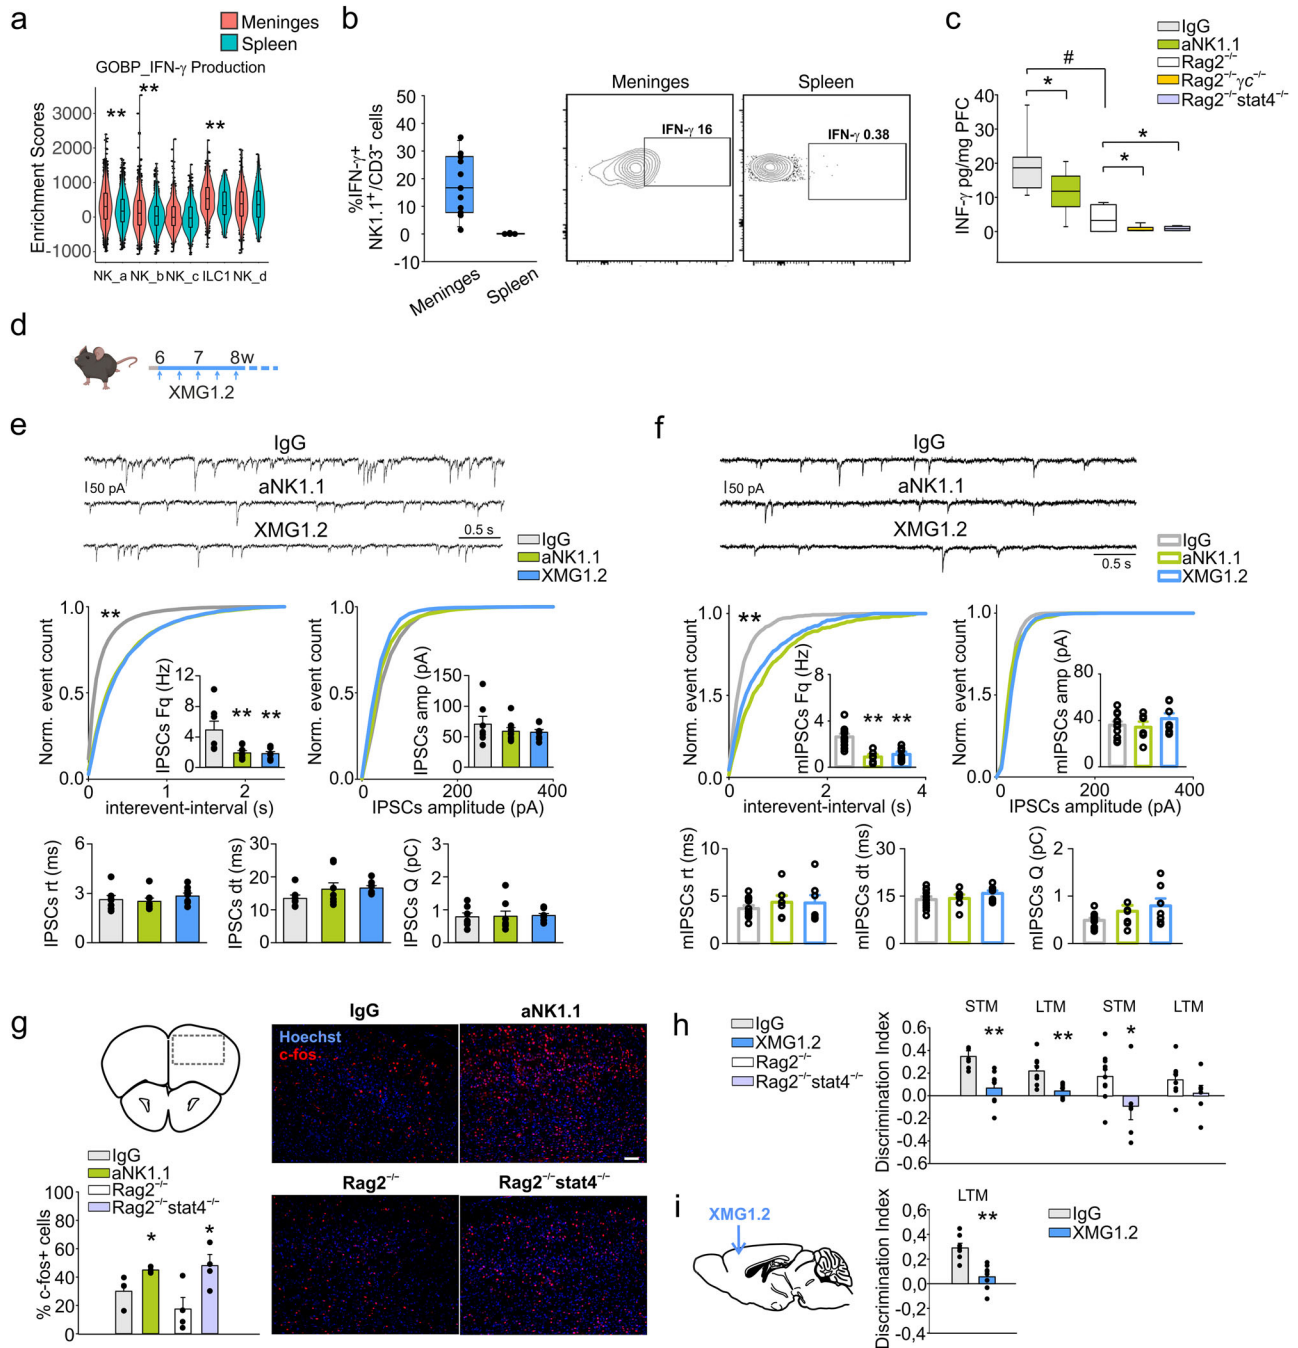 a
Meninges
Spleen
GOBP_IFN-γ Production
**
**
**
Enrichment Scores
3000
2000
1000
0
-1000
NK_a NK_b NK_c ILC1 NK_d
b
%IFN-γ+
NK1.1+/CD3- cells
50
40
30
20
10
0
-10
Meninges
Spleen
Meninges
IFN-γ 16
Spleen
IFN-γ 0.38
c
IgG
aNK1.1
Rag2-/-
Rag2-/-γc-/-
Rag2-/-stat4-/-
INF-γ pg/mg PFC
40
30
20
10
0
#
*
*
*
d
6 7 8w
XMG1.2
e
IgG
50 pA
aNK1.1
XMG1.2
0.5 s
IgG
aNK1.1
XMG1.2
Norm. event count
1.0
0.5
0.0
**
IPSCs Fq (Hz)
12
8
4
0
** **
0 1 2
interevent-interval (s)
Norm. event count
1.0
0.5
0.0
IPSCs amp (pA)
150
100
50
0
0 200 400
IPSCs amplitude (pA)
IPSCs rt (ms)
6
3
0
IPSCs dt (ms)
30
20
10
0
IPSCs Q (pC)
3
2
1
0
f
IgG
50 pA
aNK1.1
XMG1.2
0.5 s
IgG
aNK1.1
XMG1.2
Norm. event count
1.0
1.5
0.0
**
mIPSCs Fq (Hz)
8
4
0
** **
0 2 4
interevent-interval (s)
Norm. event count
1.0
1.5
0.0
mIPSCs amp (pA)
80
40
0
200 400
IPSCs amplitude (pA)
mIPSCs rt (ms)
10
5
0
mIPSCs dt (ms)
30
15
0
mIPSCs Q (pC)
2
1
0
g
IgG
aNK1.1
Rag2-/-
Rag2-/-stat4-/-
% c-fos+ cells
100
80
60
40
20
0
*
*
IgG
Hoechst
c-fos
aNK1.1
Rag2-/-
Rag2-/-stat4-/-
h
IgG
XMG1.2
Rag2-/-
Rag2-/-stat4-/-
STM LTM STM LTM
** ** *
Discrimination Index
0.6
0.4
0.2
0.0
-0.2
-0.4
-0.6
i
XMG1.2
LTM
**
Discrimination Index
0,6
0,4
0,2
0,0
-0,2
-0,4
IgG
XMG1.2